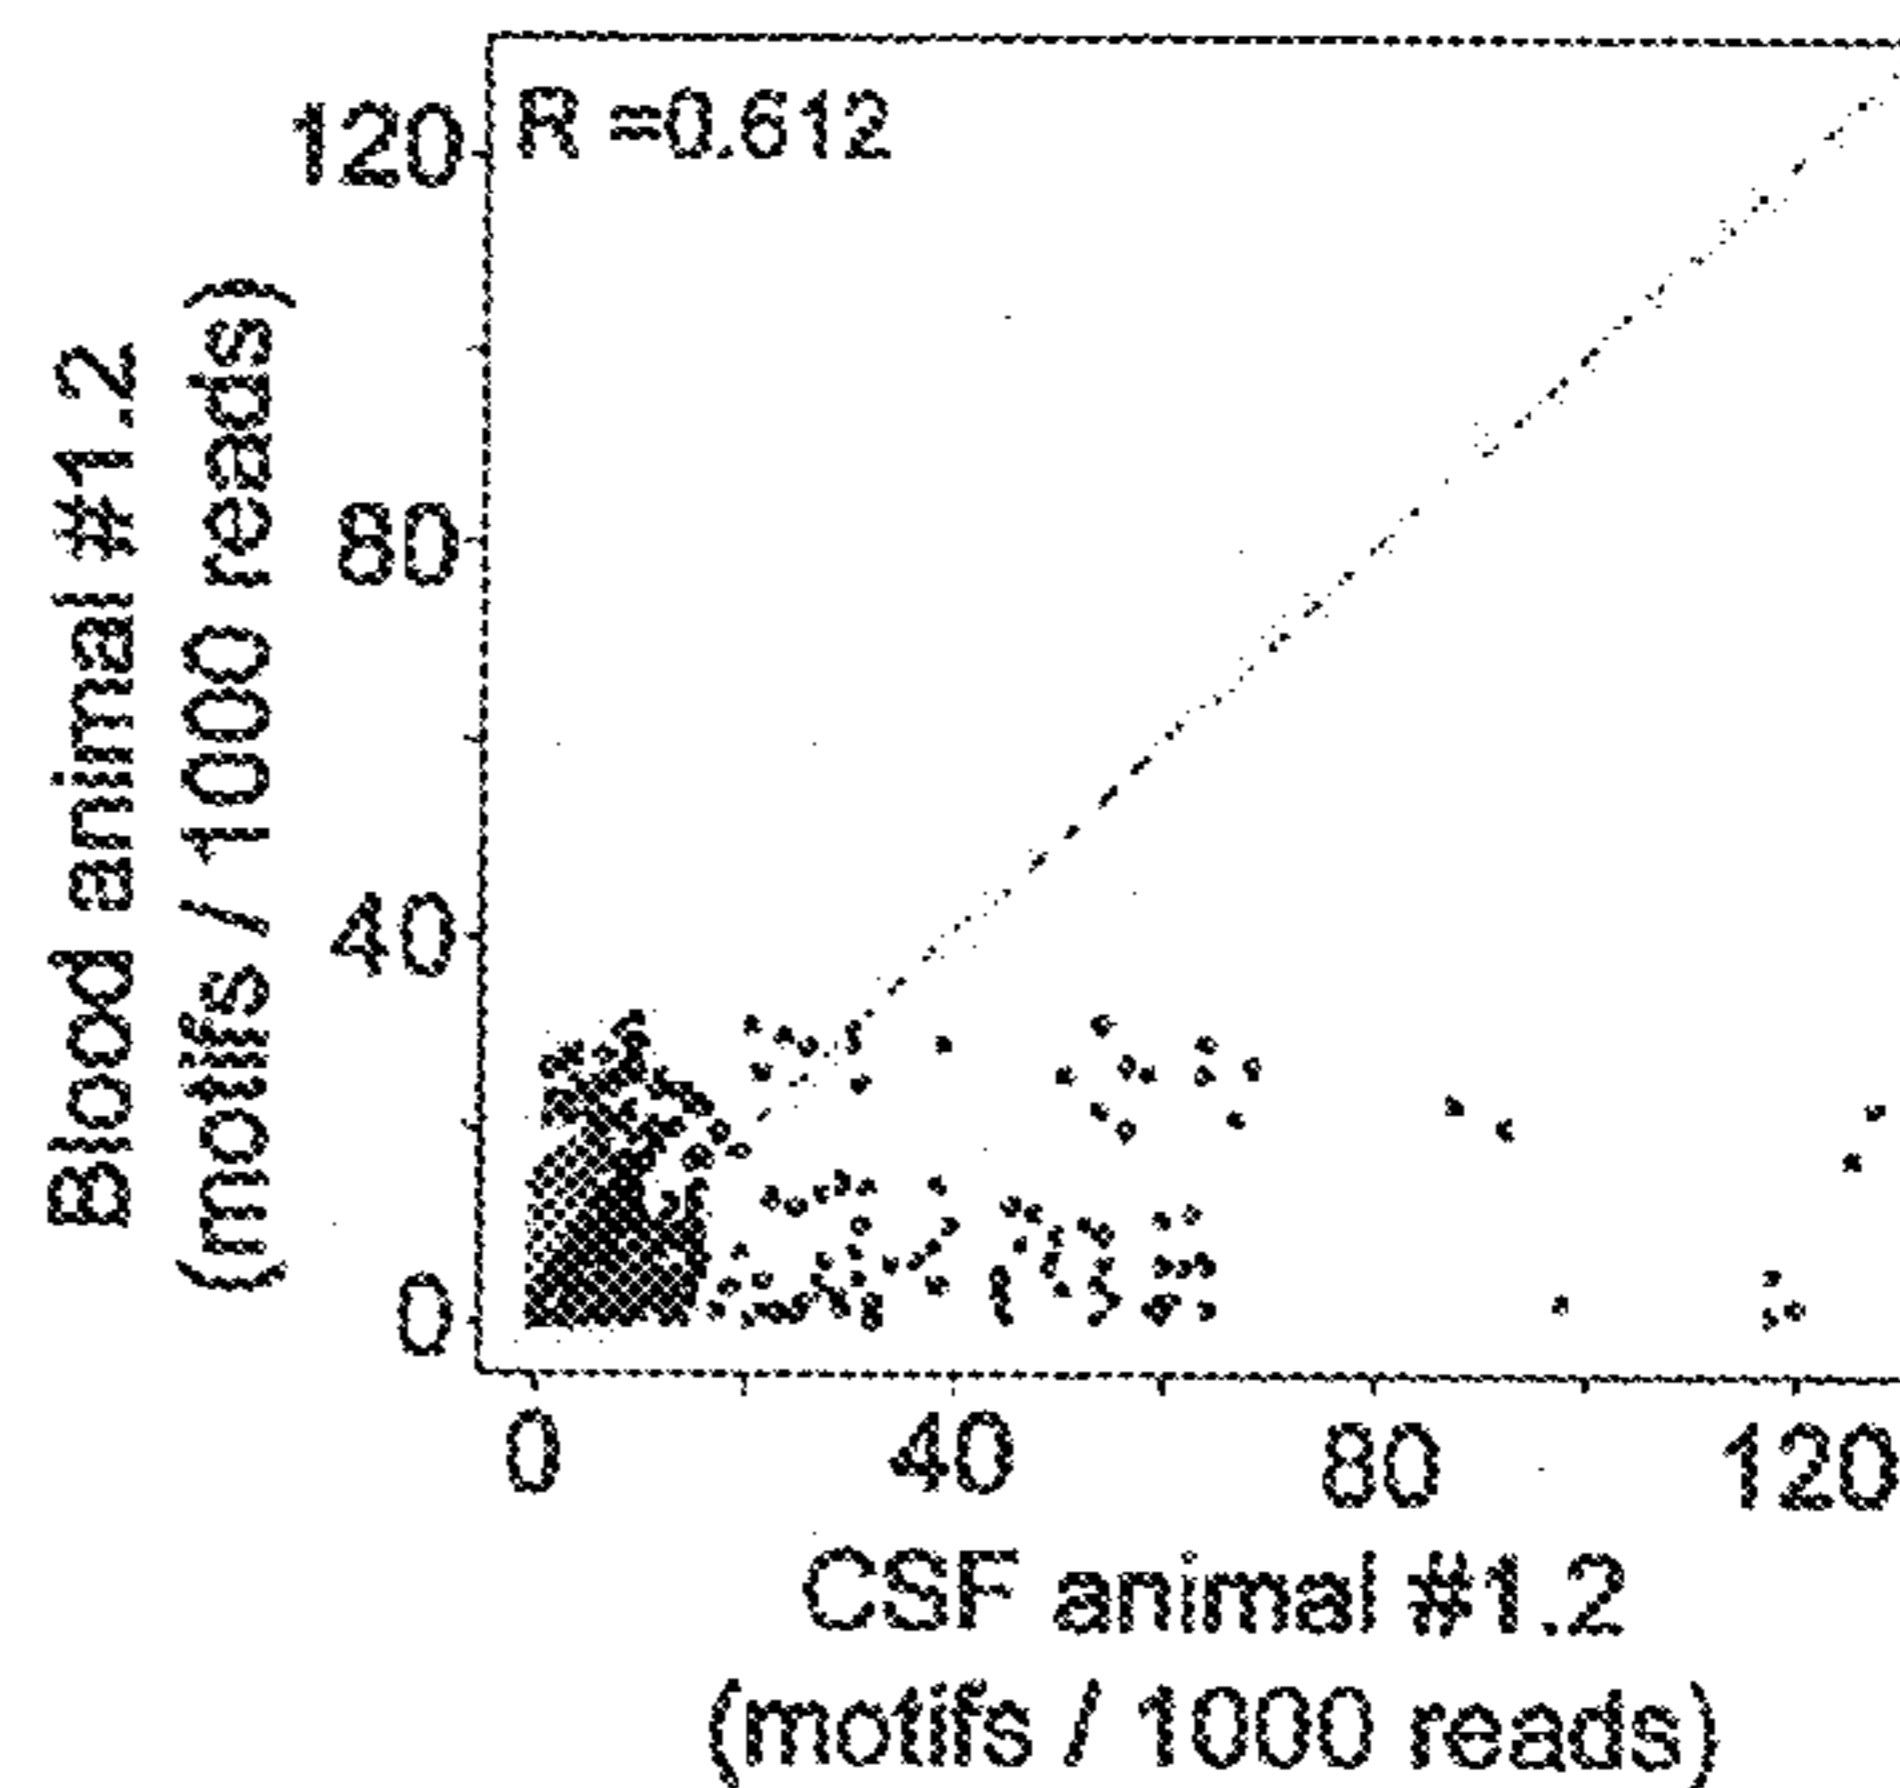 R =0.612
120
80
40
0
Blood animal #1.2
(motifs / 1000 reads)
0 40 80 120
CSF animal #1.2
(motifs / 1000 reads)